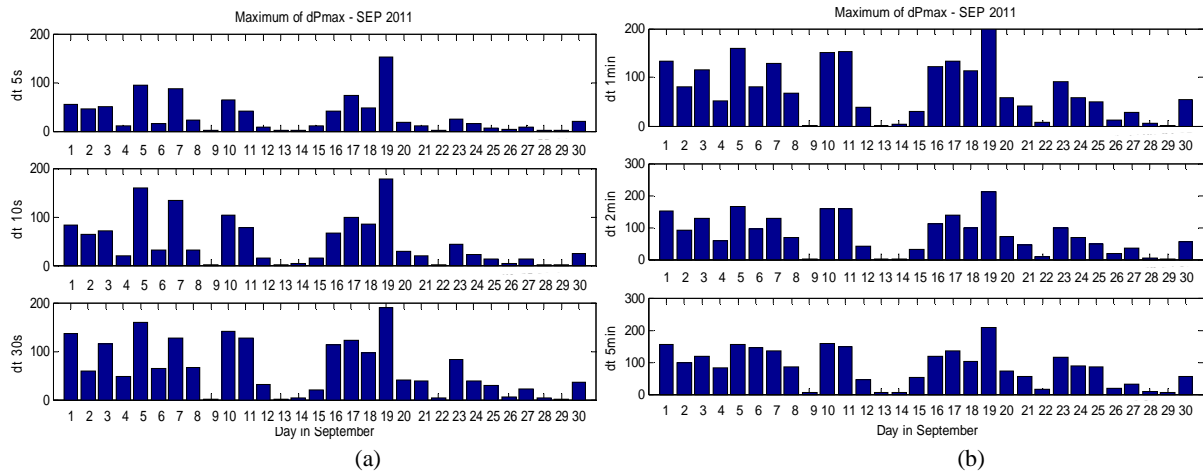 Maximum of dPmax - SEP 2011
200
100
0
dt 5s
1 2 3 4 5 6 7 8 9 10 11 12 13 14 15 16 17 18 19 20 21 22 23 24 25 26 27 28 29 30
200
100
0
dt 10s
1 2 3 4 5 6 7 8 9 10 11 12 13 14 15 16 17 18 19 20 21 22 23 24 25 26 27 28 29 30
200
100
0
dt 30s
1 2 3 4 5 6 7 8 9 10 11 12 13 14 15 16 17 18 19 20 21 22 23 24 25 26 27 28 29 30
Day in September
(a)
Maximum of dPmax - SEP 2011
200
100
0
dt 1min
1 2 3 4 5 6 7 8 9 10 11 12 13 14 15 16 17 18 19 20 21 22 23 24 25 26 27 28 29 30
300
200
100
0
dt 2min
1 2 3 4 5 6 7 8 9 10 11 12 13 14 15 16 17 18 19 20 21 22 23 24 25 26 27 28 29 30
300
200
100
0
dt 5min
1 2 3 4 5 6 7 8 9 10 11 12 13 14 15 16 17 18 19 20 21 22 23 24 25 26 27 28 29 30
Day in September
(b)